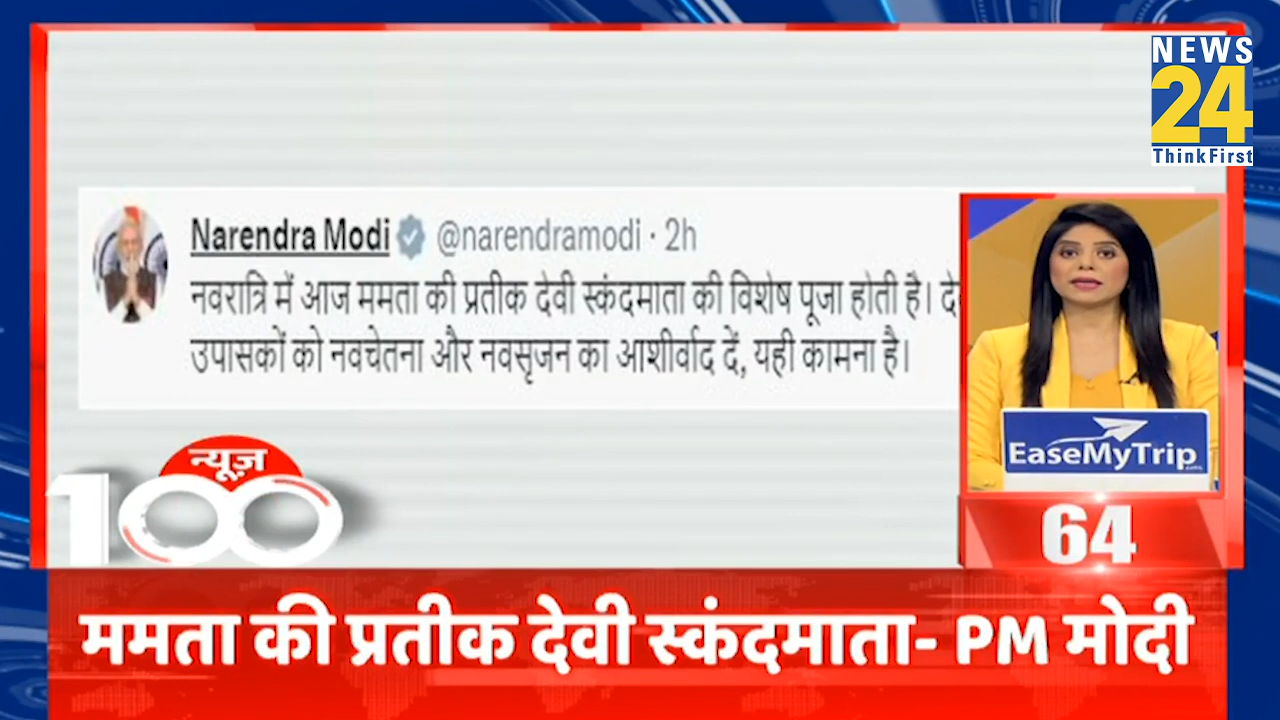 NEWS
24
ThinkFirst
Narendra Modi @narendramodi · 2h
नवरात्रि में आज ममता की प्रतीक देवी स्कंदमाता की विशेष पूजा होती है।
उपासकों को नवचेतना और नवसृजन का आशीर्वाद दें, यही कामना है।
EaseMyTrip.com
न्यूज़
100
64
ममता की प्रतीक देवी स्कंदमाता- PM मोदी